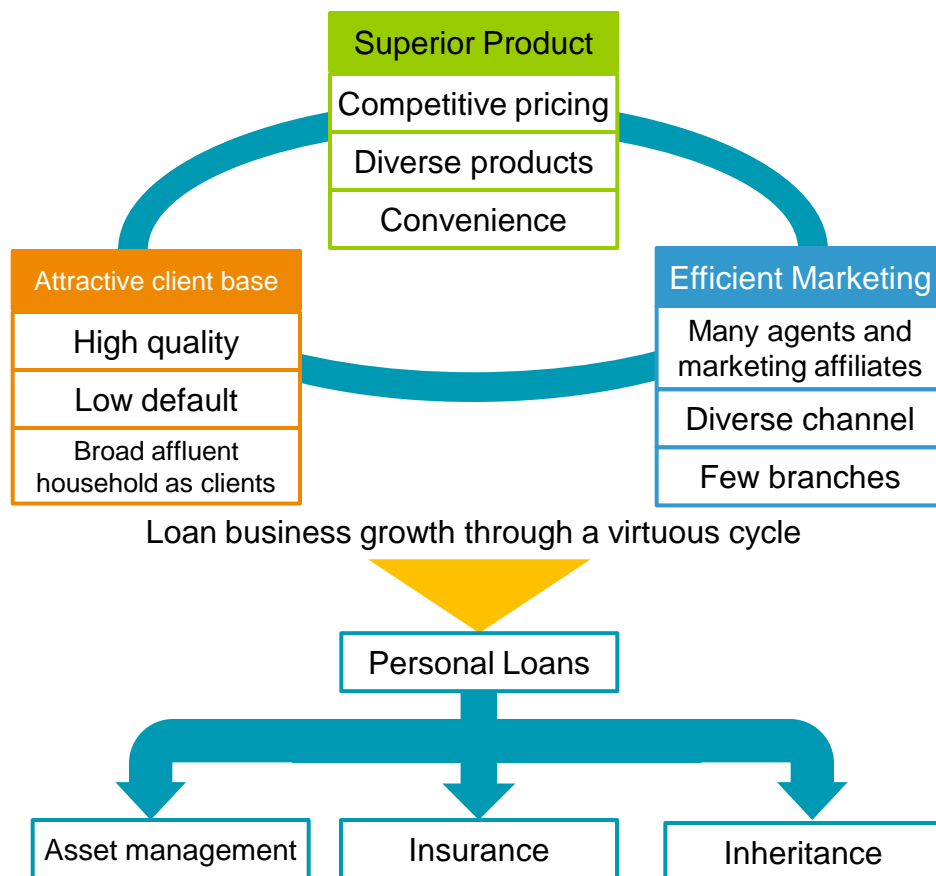 Superior Product
Competitive pricing
Diverse products
Convenience
Attractive client base
High quality
Low default
Broad affluent
household as clients
Efficient Marketing
Many agents and
marketing affiliates
Diverse channel
Few branches
Loan business growth through a virtuous cycle
Personal Loans
Asset management
Insurance
Inheritance